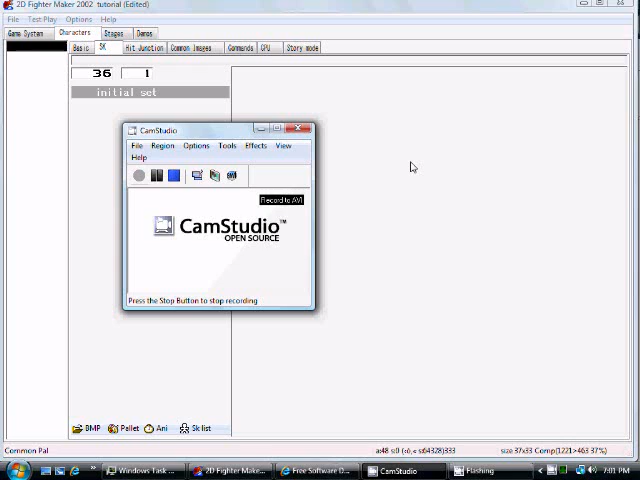 2D Fighter Maker 2002 tutorial (Edited)
File Test Play Options Help
Game System Characters Stages Demos
Basic SK Hit Junction Common Images Commands CPU Story mode
36 1
initial set
CamStudio
File Region Options Tools Effects View
Help
Record to AVI
CamStudio™
OPEN SOURCE
Press the Stop Button to stop recording
BMP Pallet Ani Sk list
Common Pal
size 37x33 Comp(1221>463 37%)
Windows Task ... 2D Fighter Make... Free Software D... CamStudio Flashing
7:01 PM